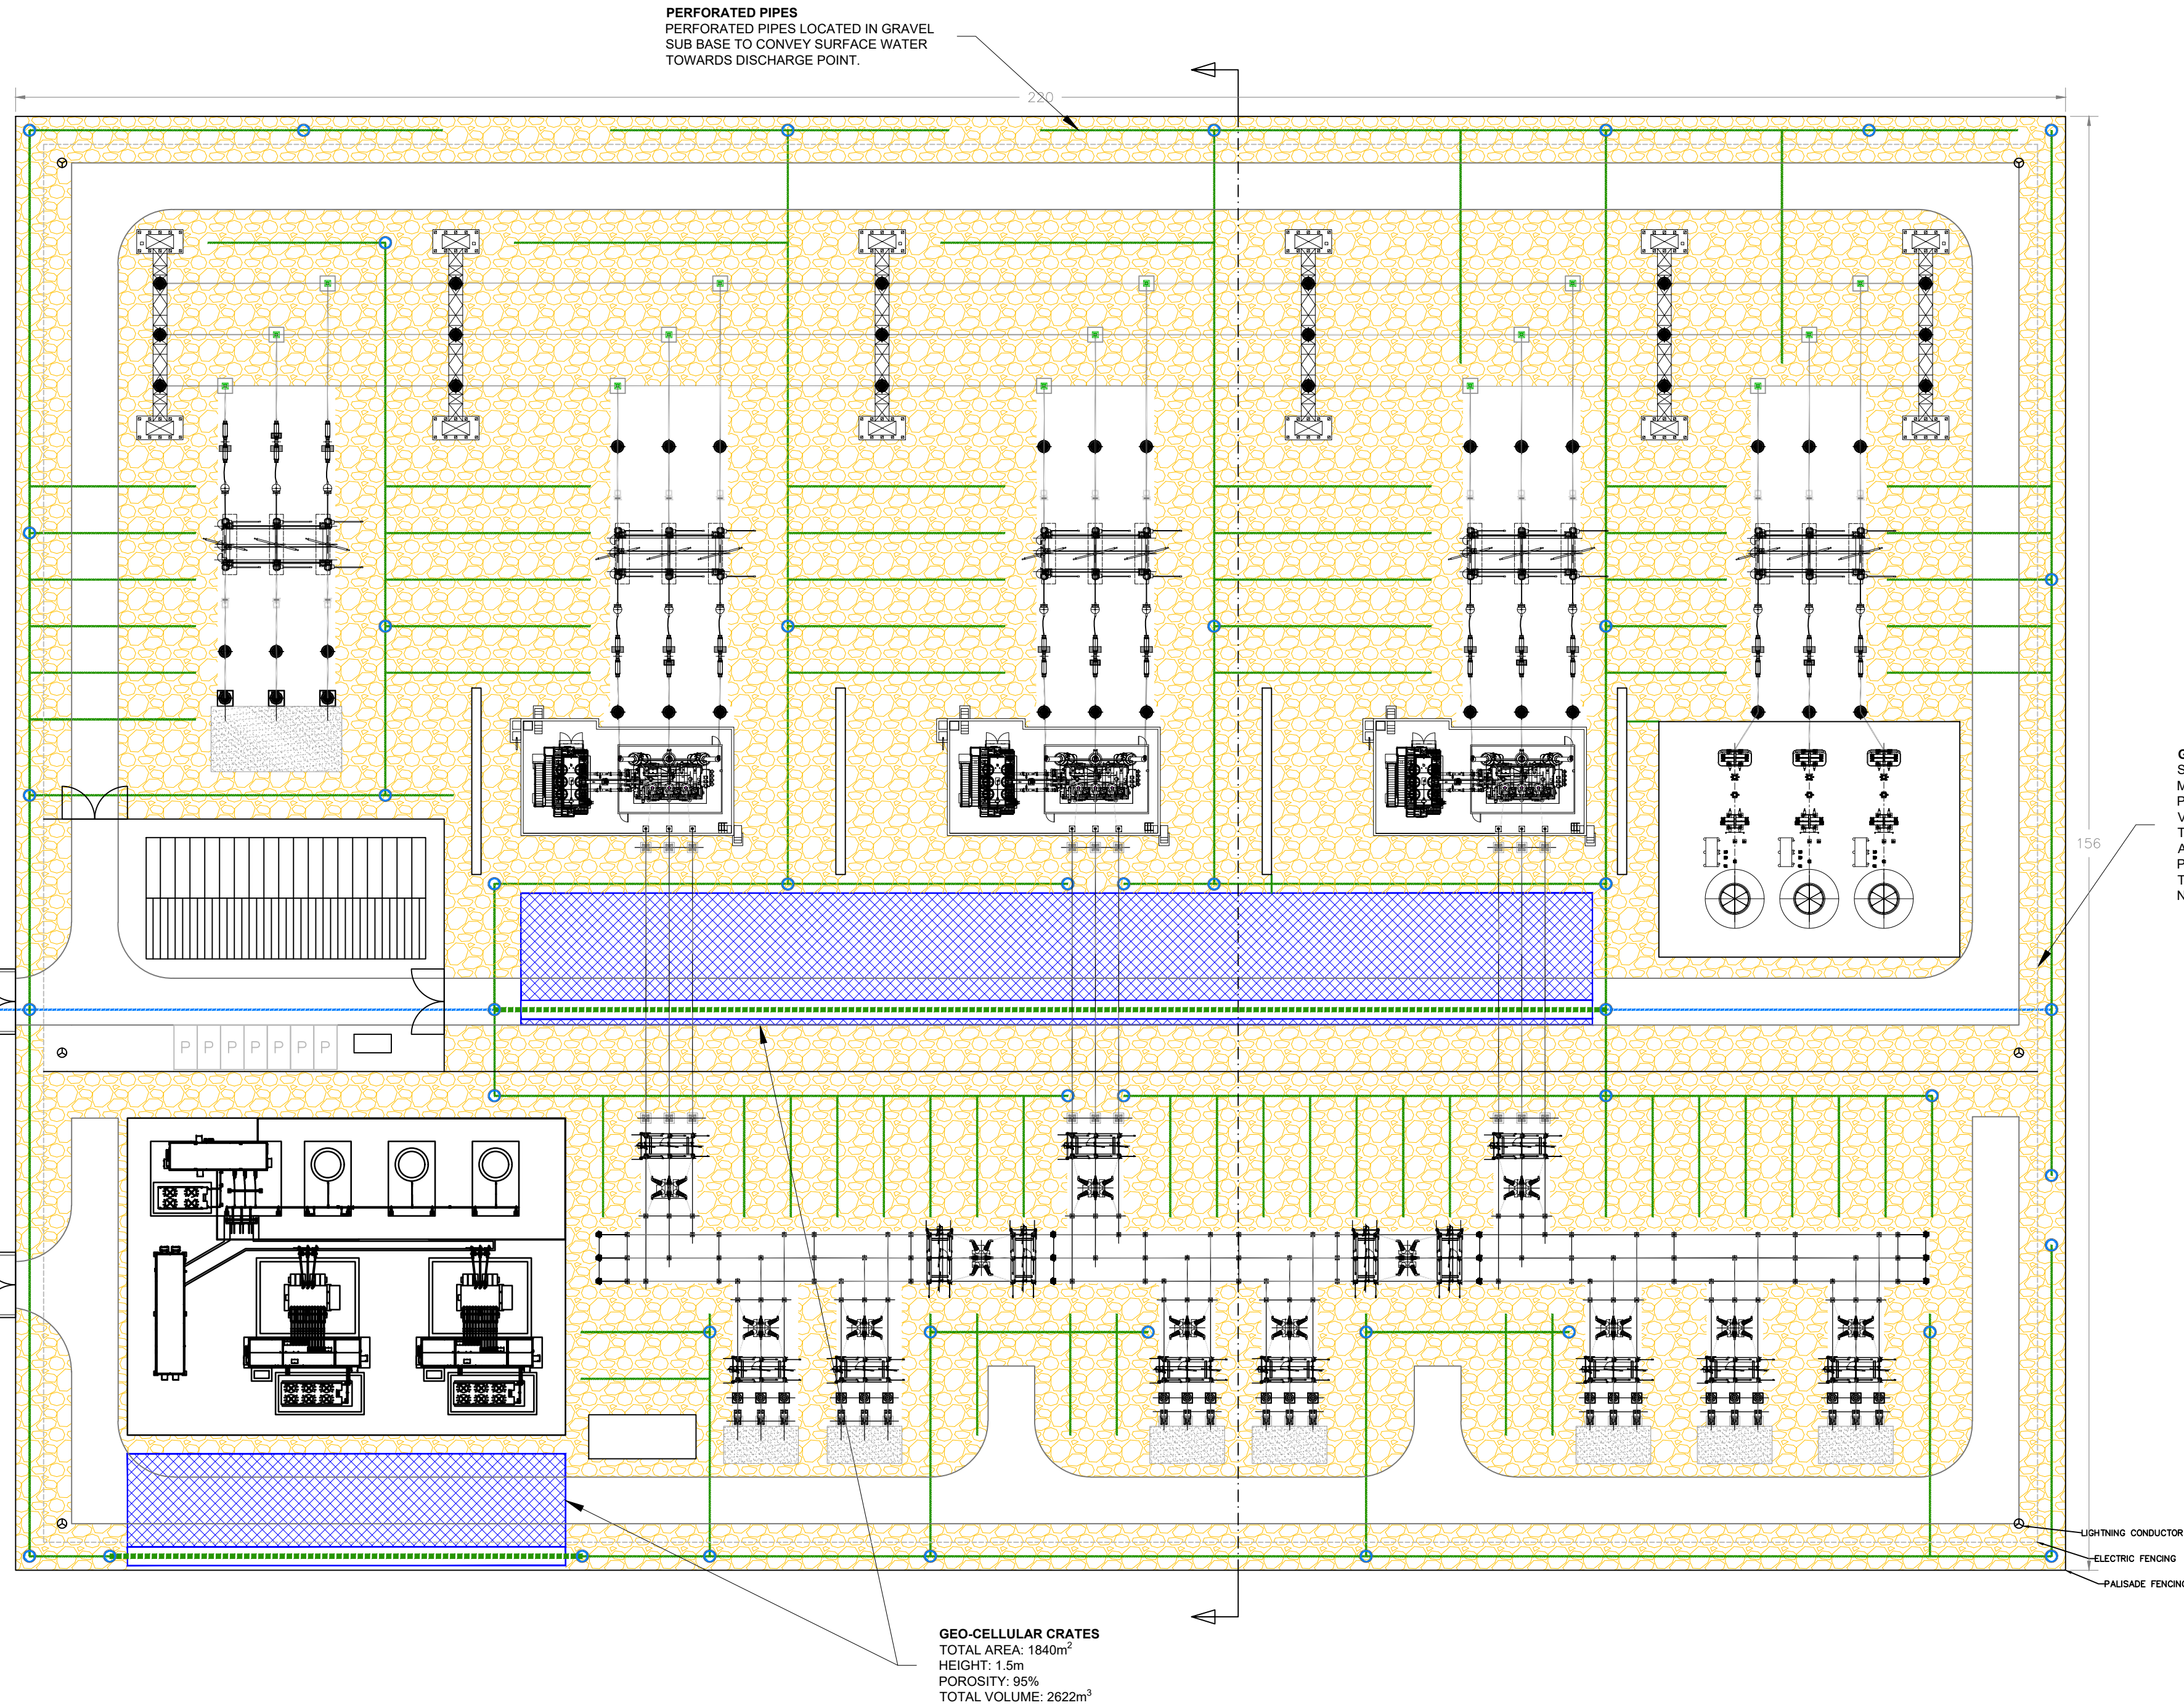 PERFORATED PIPES
PERFORATED PIPES LOCATED IN GRAVEL
SUB BASE TO CONVEY SURFACE WATER
TOWARDS DISCHARGE POINT.
220
156
P P P P P P P
LIGHTNING CONDUCTOR
ELECTRIC FENCING
PALISADE FENCING
GEO-CELLULAR CRATES
TOTAL AREA: 1840m²
HEIGHT: 1.5m
POROSITY: 95%
TOTAL VOLUME: 2622m³